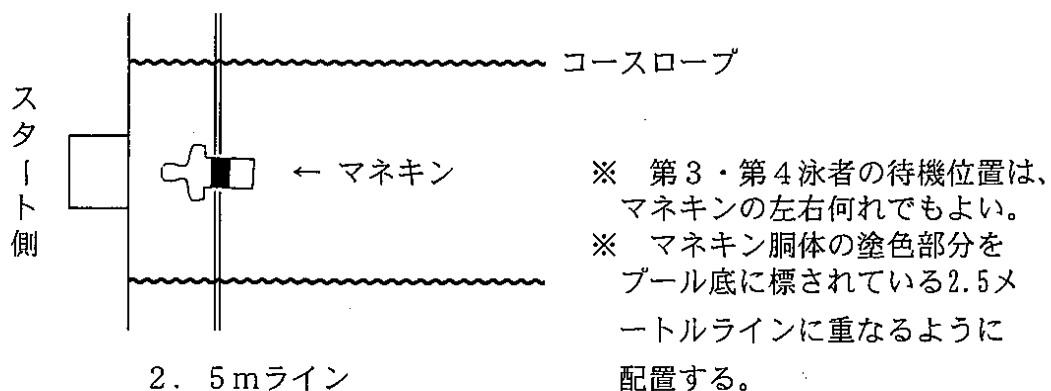 コースロープ
スタート側
← マネキン
※ 第3・第4泳者の待機位置は、
マネキンの左右何れでもよい。
※ マネキン胴体の塗色部分を
プール底に標されている2.5メ
ートルラインに重なるように
配置する。
2.5mライン